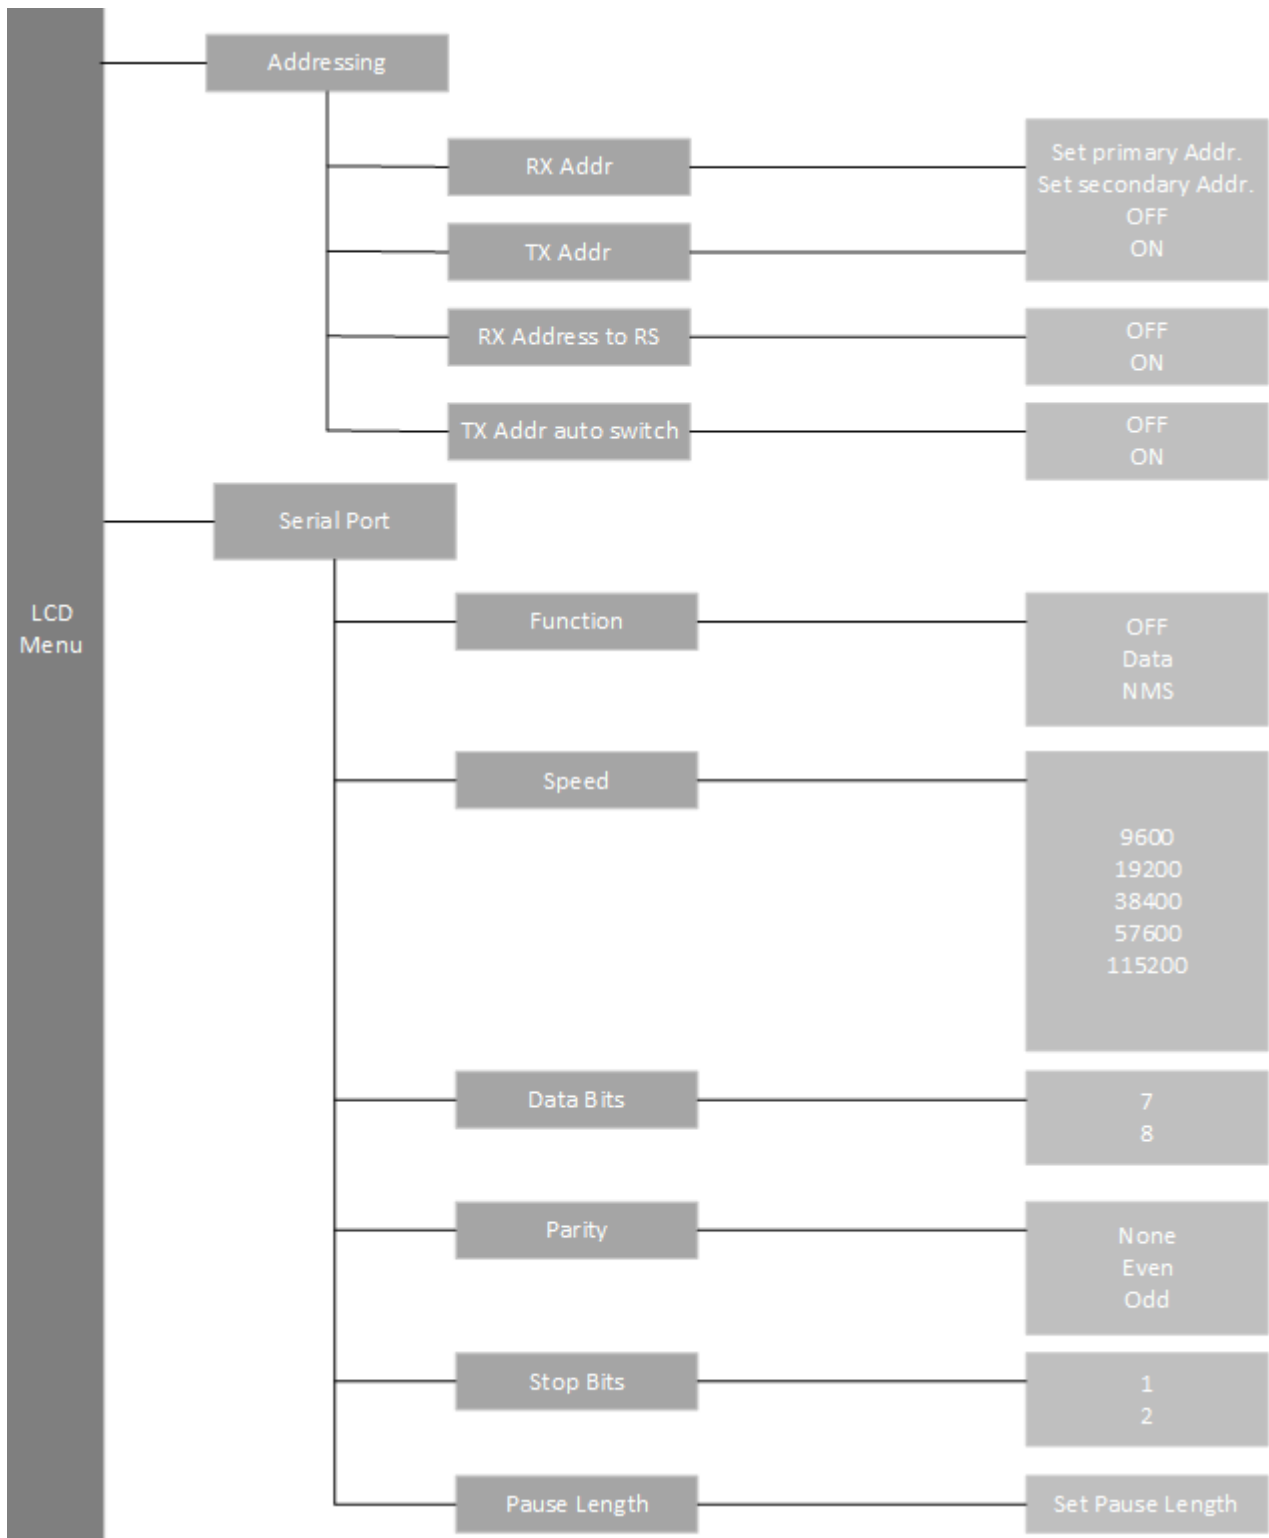 LCD
Menu
Addressing
RX Addr
TX Addr
Set primary Addr.
Set secondary Addr.
OFF
ON
RX Address to RS
OFF
ON
TX Addr auto switch
OFF
ON
Serial Port
Function
OFF
Data
NMS
Speed
9600
19200
38400
57600
115200
Data Bits
7
8
Parity
None
Even
Odd
Stop Bits
1
2
Pause Length
Set Pause Length